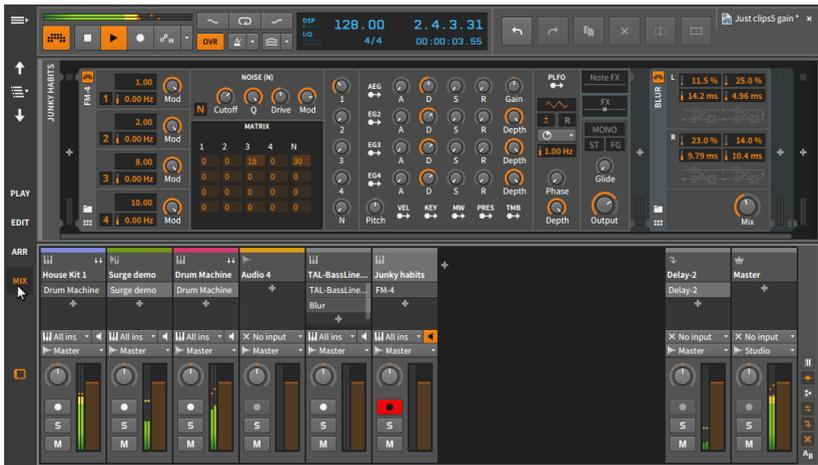 DSP
I/O
128.00
4/4
2.4.3.31
00:00:03.55
Just clips5 gain *
OVR
PLAY
EDIT
ARR
MIX
JUNKY HABITS
FM-4
1 1.00 0.00 Hz Mod
2 2.00 0.00 Hz Mod
3 8.00 0.00 Hz Mod
4 10.00 0.00 Hz Mod
NOISE (N)
N Cutoff Q Drive Mod
MATRIX
1 2 3 4 N
0 0 18 0 30
0 0 0 0 0
0 0 0 0 0
0 0 0 0 0
1 2 3 4 N
AEG A D S R Gain
EG2 A D S R Depth
EG3 A D S R Depth
EG4 A D S R Depth
Pitch VEL KEY MW PRES TMB
PLFO
± R
1.00 Hz
Phase
Depth
Note FX
FX
MONO
ST FG
Glide
Output
BLUR
L 11.5 % 25.0 %
14.2 ms 4.96 ms
R 23.0 % 14.0 %
9.79 ms 10.4 ms
Mix
House Kit 1 Surge demo Drum Machine Audio 4 TAL-BassLine... Junky habits Delay-2 Master
Drum Machine Surge demo Drum Machine TAL-BassLine... FM-4 Delay-2
Blur
All ins All ins All ins No input All ins All ins No input No input
Master Master Master Master Master Master Master Studio
S S S S S S S S
M M M M M M M M
AB